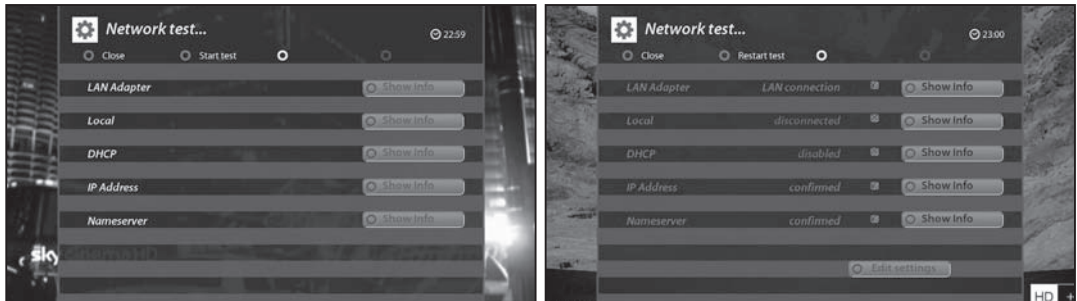 Network test...
22:59
Close Start test
LAN Adapter Show Info
Local Show Info
DHCP Show Info
IP Address Show Info
Nameserver Show Info
sky cinema HD
Network test...
23:00
Close Restart test
LAN Adapter LAN connection Show Info
Local disconnected Show Info
DHCP disabled Show Info
IP Address confirmed Show Info
Nameserver confirmed Show Info
Edit settings
HD +